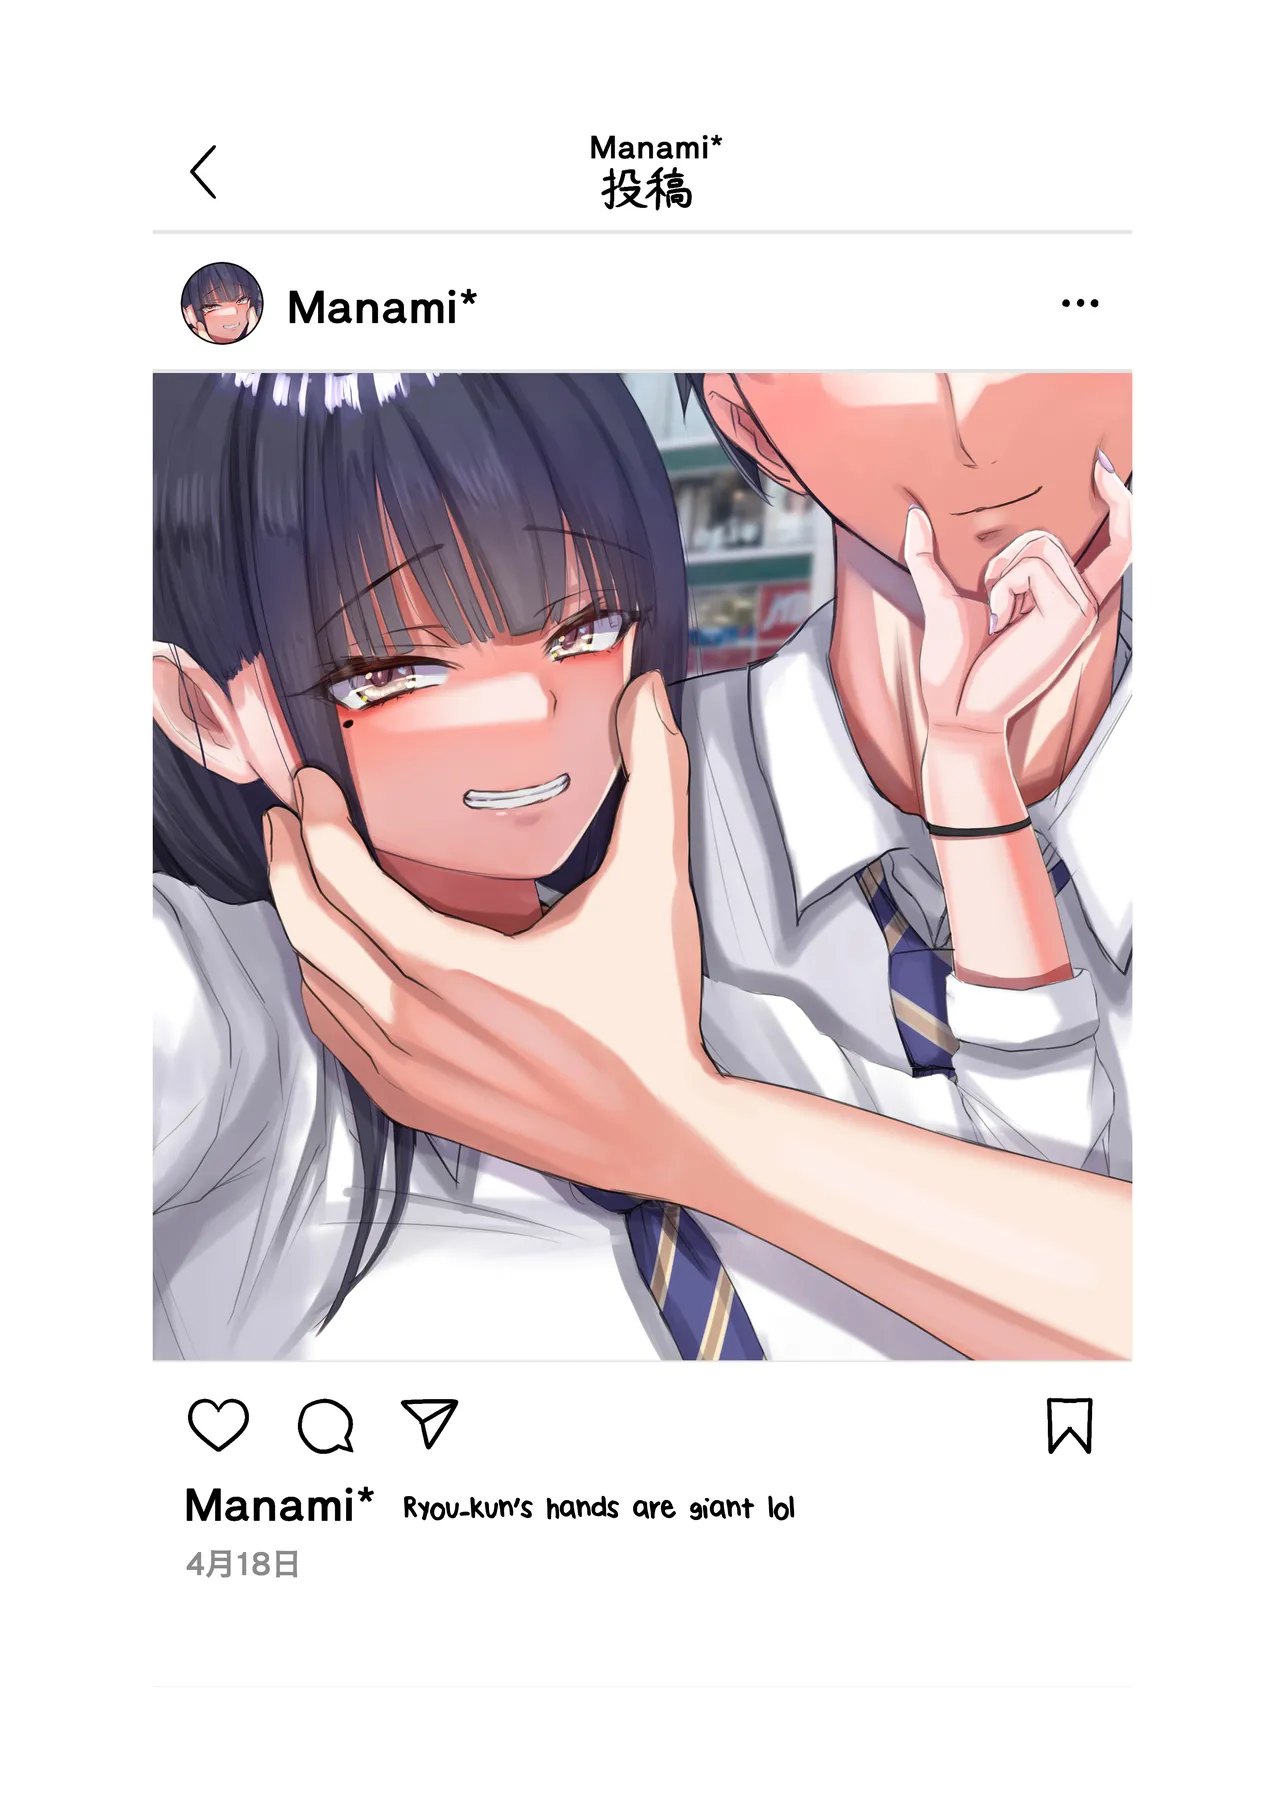 Manami*
投稿
Manami*
Manami* Ryou-kun's hands are giant lol
4月18日